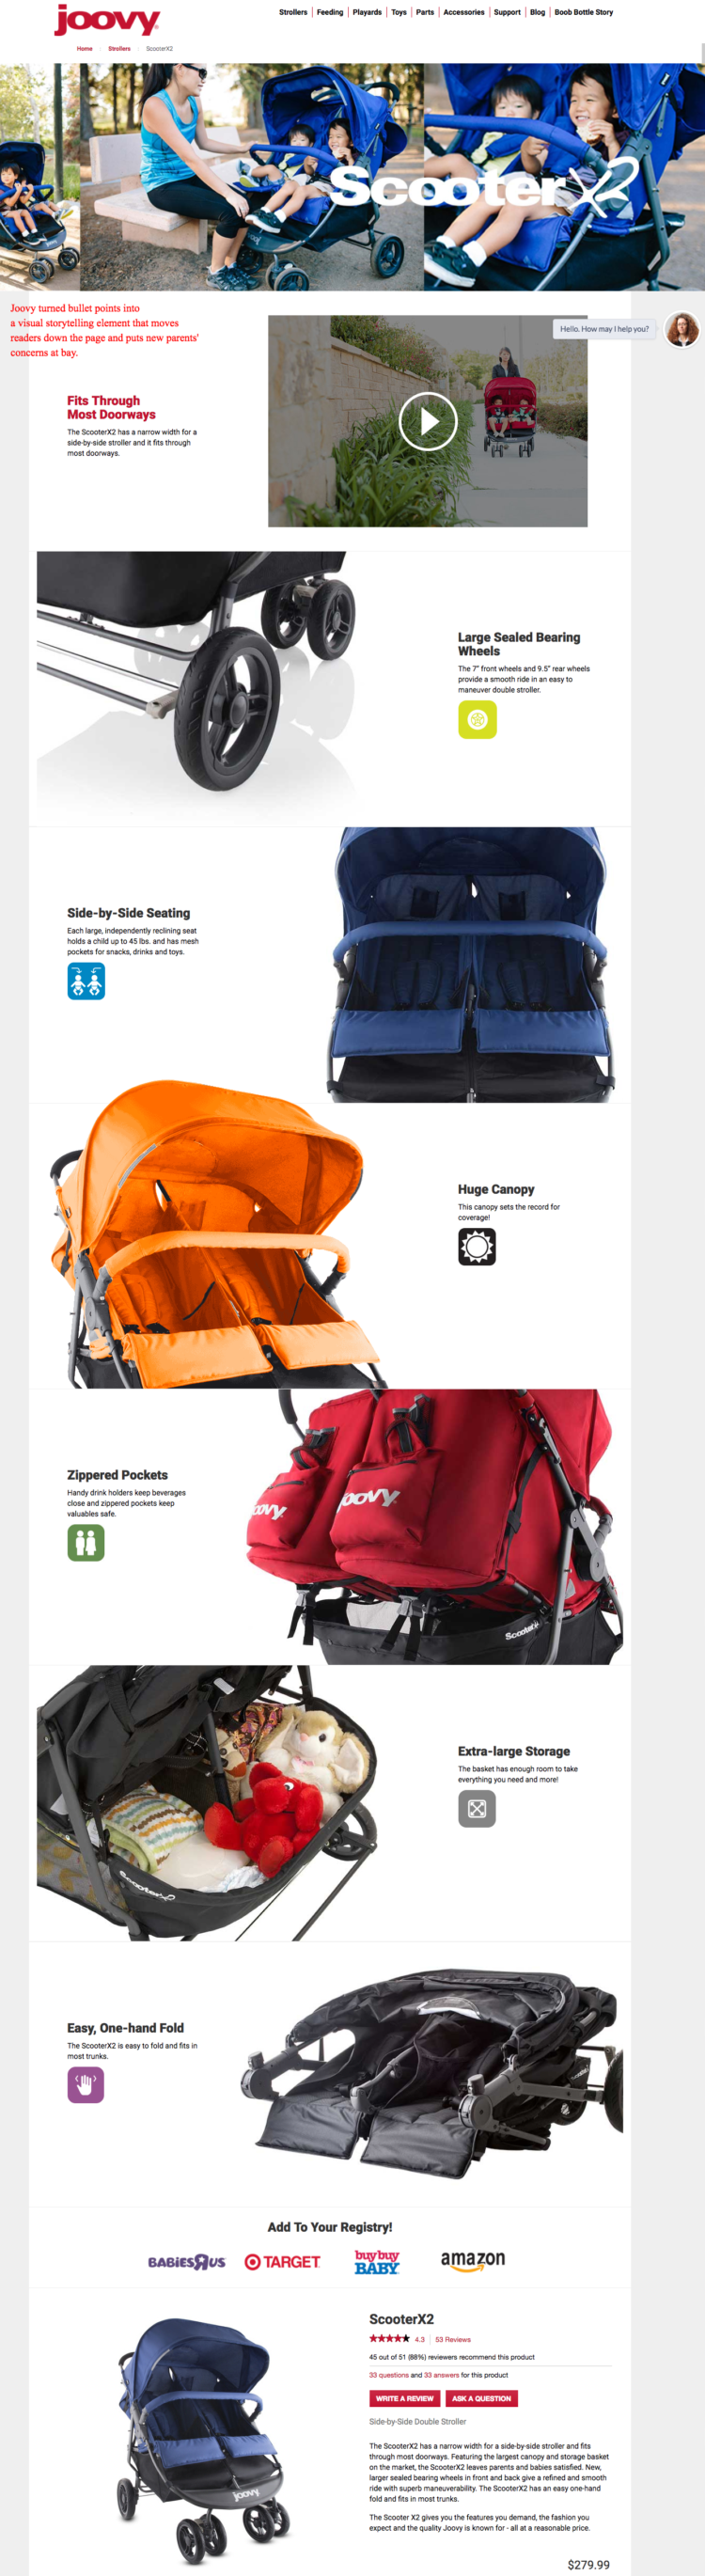 joovy
Strollers | Feeding | Playards | Toys | Parts | Accessories | Support | Blog | Boob Bottle Story
Home Strollers ScooterX2
ScooterX2
Joovy turned bullet points into
a visual storytelling element that moves
readers down the page and puts new parents'
concerns at bay.
Hello. How may I help you?
Fits Through
Most Doorways
The ScooterX2 has a narrow width for a
side-by-side stroller and it fits through
most doorways.
Large Sealed Bearing
Wheels
The 7" front wheels and 9.5" rear wheels
provide a smooth ride in an easy to
maneuver double stroller.
Side-by-Side Seating
Each large, independently reclining seat
holds a child up to 45 lbs. and has mesh
pockets for snacks, drinks and toys.
Huge Canopy
This canopy sets the record for
coverage!
Zippered Pockets
Handy drink holders keep beverages
close and zippered pockets keep
valuables safe.
joovy
joovy
Scooter
Extra-large Storage
The basket has enough room to take
everything you need and more!
ScooterX2
Easy, One-hand Fold
The ScooterX2 is easy to fold and fits in
most trunks.
Add To Your Registry!
BABIESRUS TARGET buybuy BABY amazon
ScooterX2
4.3 | 53 Reviews
45 out of 51 (88%) reviewers recommend this product
33 questions and 33 answers for this product
WRITE A REVIEW ASK A QUESTION
Side-by-Side Double Stroller
The ScooterX2 has a narrow width for a side-by-side stroller and fits
through most doorways. Featuring the largest canopy and storage basket
on the market, the ScooterX2 leaves parents and babies satisfied. New,
larger sealed bearing wheels in front and back give a refined and smooth
ride with superb maneuverability. The ScooterX2 has an easy one-hand
fold and fits in most trunks.
The Scooter X2 gives you the features you demand, the fashion you
expect and the quality Joovy is known for - all at a reasonable price.
joovy
$279.99